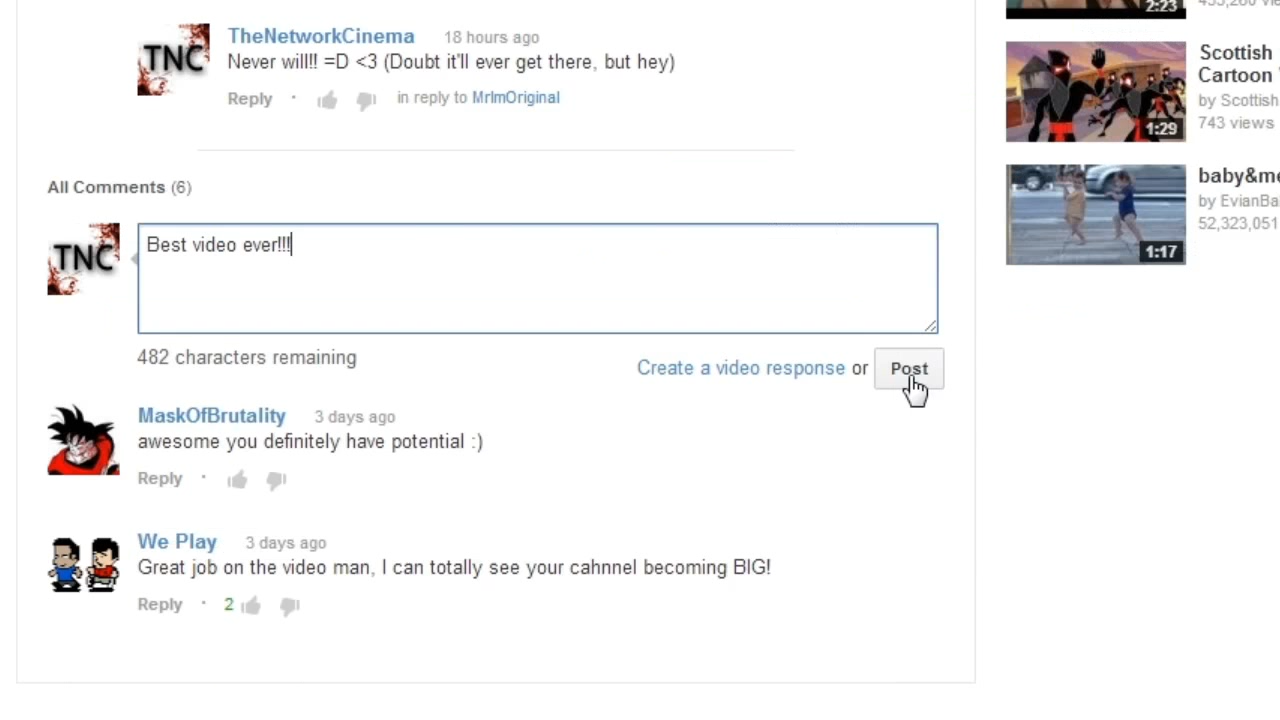 TNC
TheNetworkCinema 18 hours ago
Never will!! =D <3 (Doubt it'll ever get there, but hey)
Reply · in reply to MrImOriginal
All Comments (6)
TNC
Best video ever!!!
482 characters remaining
Create a video response or Post
MaskOfBrutality 3 days ago
awesome you definitely have potential :)
Reply ·
We Play 3 days ago
Great job on the video man, I can totally see your cahnnel becoming BIG!
Reply · 2
2:23
1:29
Scottish
Cartoon
by Scottish
743 views
1:17
baby&me
by EvianBa
52,323,051